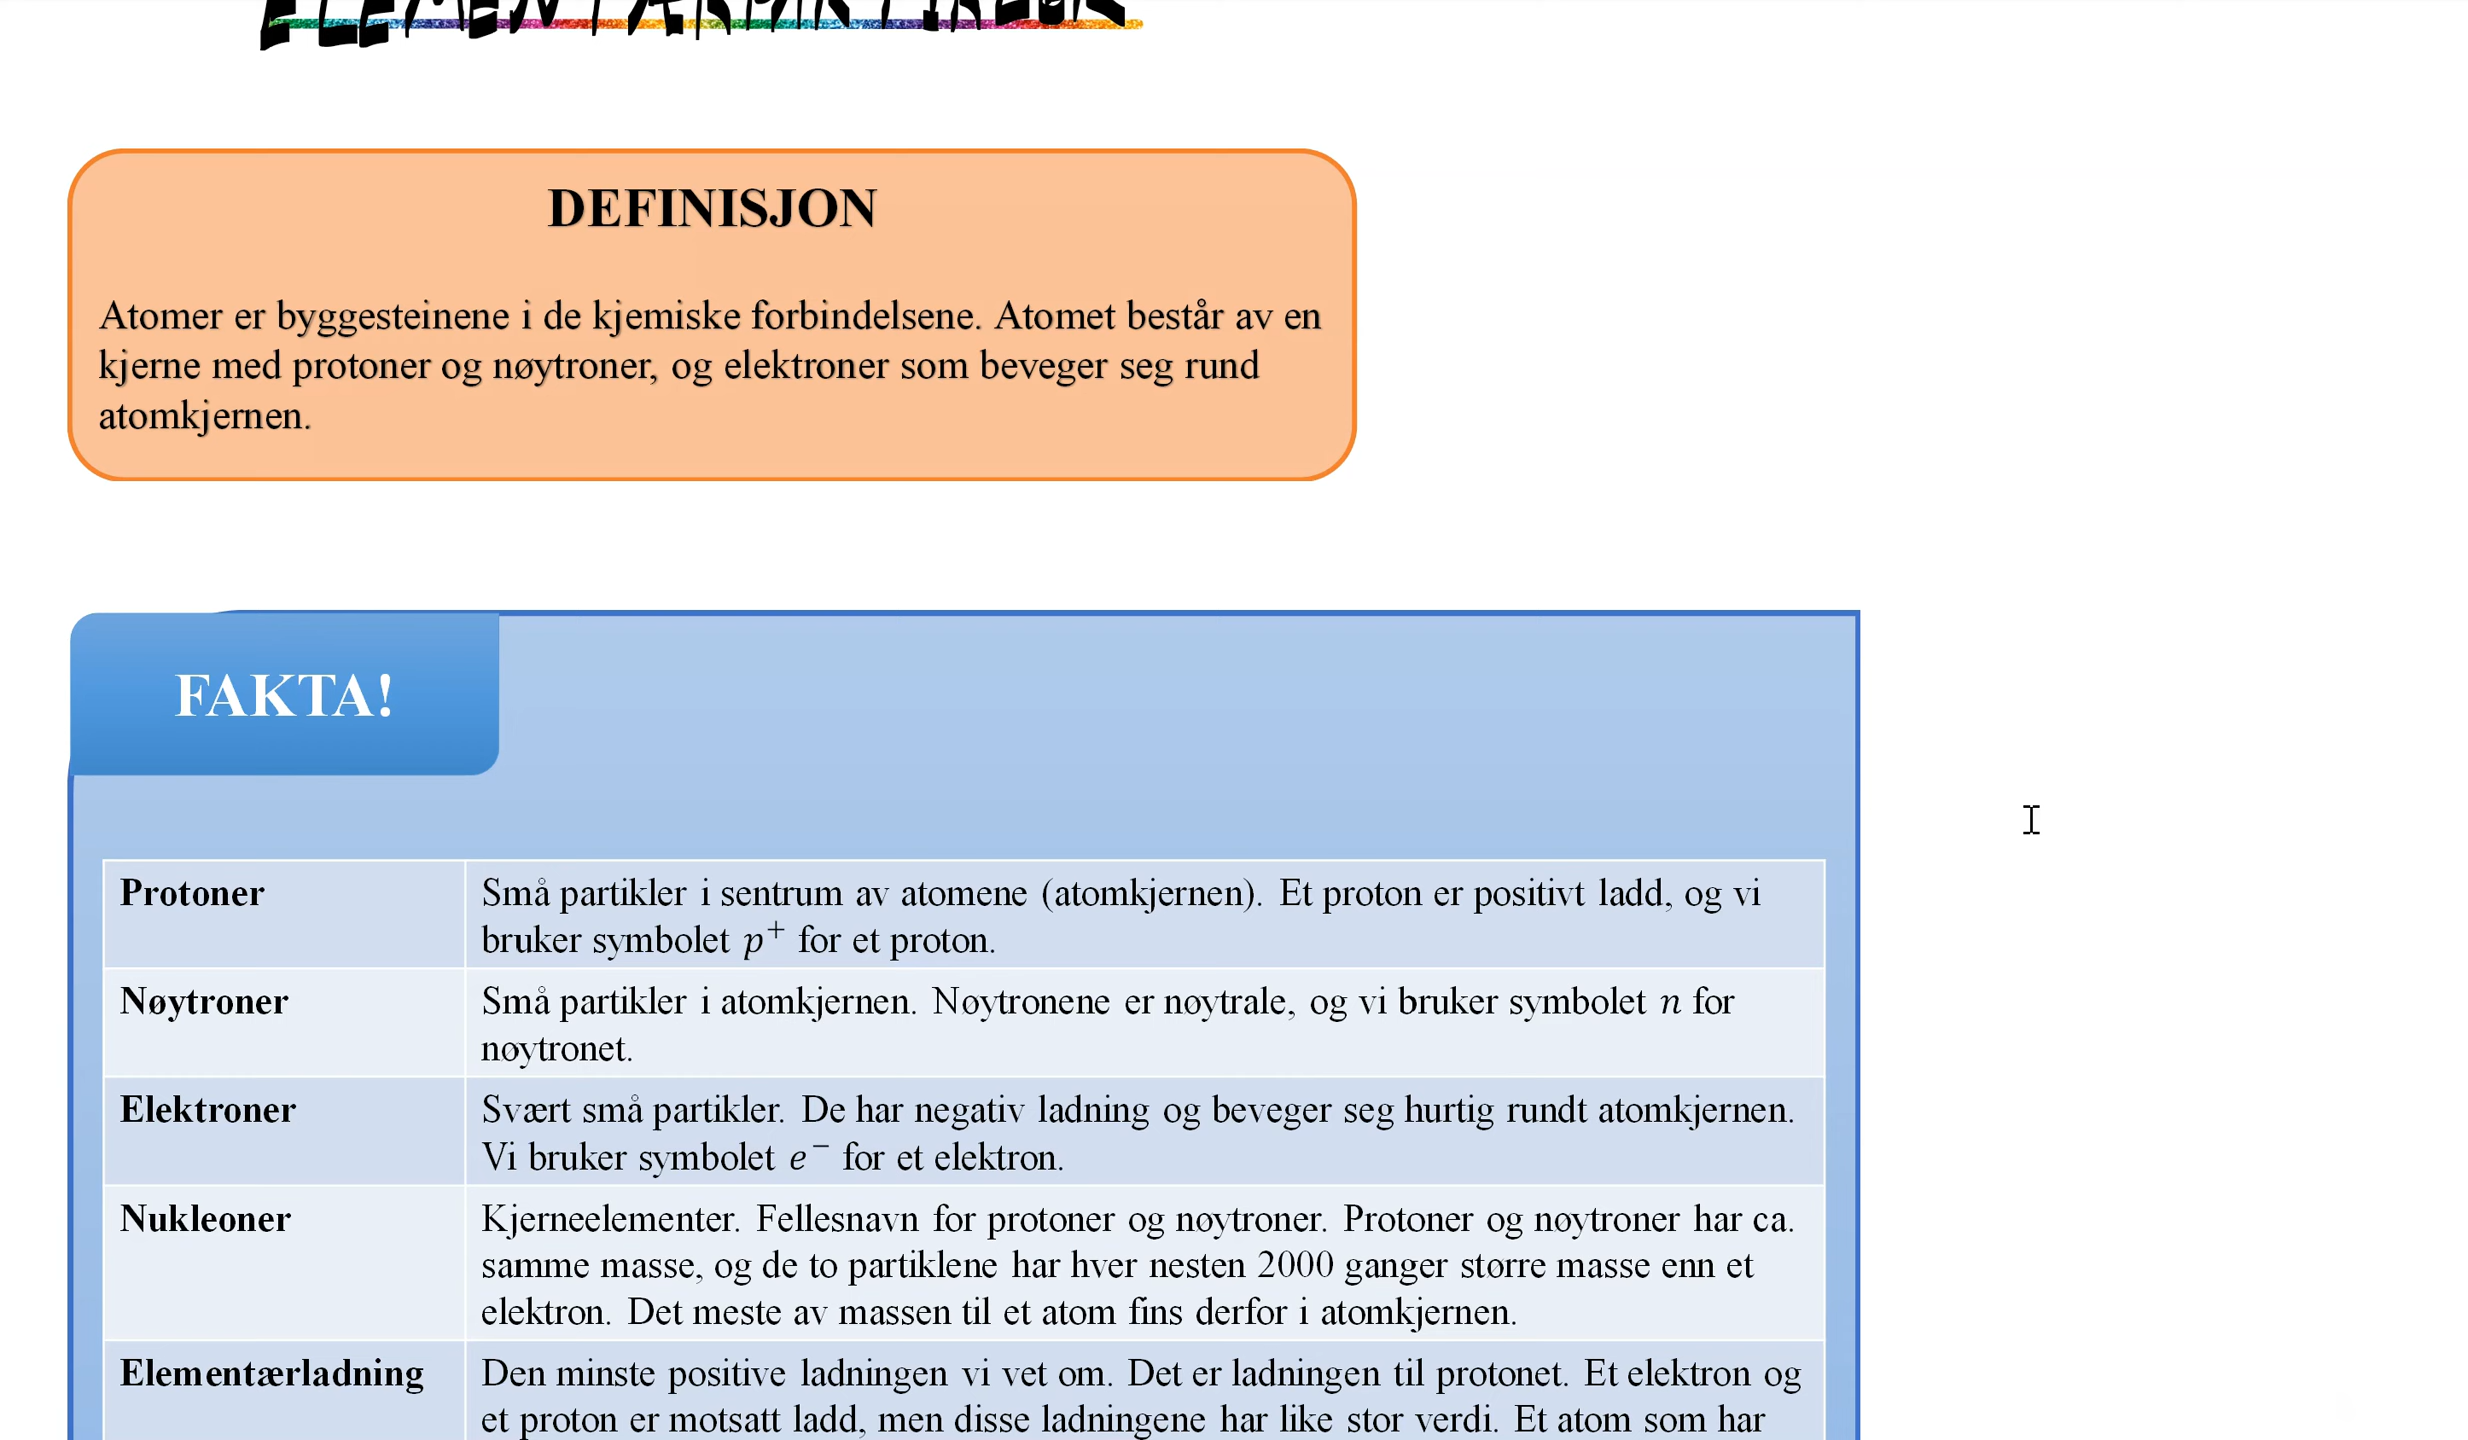 ELEMENTÆRPARTIKLER
DEFINISJON
Atomer er byggesteinene i de kjemiske forbindelsene. Atomet består av en
kjerne med protoner og nøytroner, og elektroner som beveger seg rund
atomkjernen.
FAKTA!
Protoner
Små partikler i sentrum av atomene (atomkjernen). Et proton er positivt ladd, og vi
bruker symbolet p⁺ for et proton.
Nøytroner
Små partikler i atomkjernen. Nøytronene er nøytrale, og vi bruker symbolet n for
nøytronet.
Elektroner
Svært små partikler. De har negativ ladning og beveger seg hurtig rundt atomkjernen.
Vi bruker symbolet e⁻ for et elektron.
Nukleoner
Kjerneelementer. Fellesnavn for protoner og nøytroner. Protoner og nøytroner har ca.
samme masse, og de to partiklene har hver nesten 2000 ganger større masse enn et
elektron. Det meste av massen til et atom fins derfor i atomkjernen.
Elementærladning
Den minste positive ladningen vi vet om. Det er ladningen til protonet. Et elektron og
et proton er motsatt ladd, men disse ladningene har like stor verdi. Et atom som har